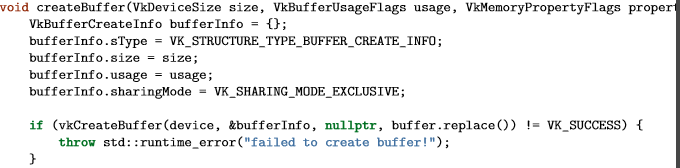 void createBuffer(VkDeviceSize size, VkBufferUsageFlags usage, VkMemoryPropertyFlags
VkBufferCreateInfo bufferInfo = {};
bufferInfo.sType = VK_STRUCTURE_TYPE_BUFFER_CREATE_INFO;
bufferInfo.size = size;
bufferInfo.usage = usage;
bufferInfo.sharingMode = VK_SHARING_MODE_EXCLUSIVE;
if (vkCreateBuffer(device, &bufferInfo, nullptr, buffer.replace()) != VK_SUCCESS) {
throw std::runtime_error("failed to create buffer!");
}